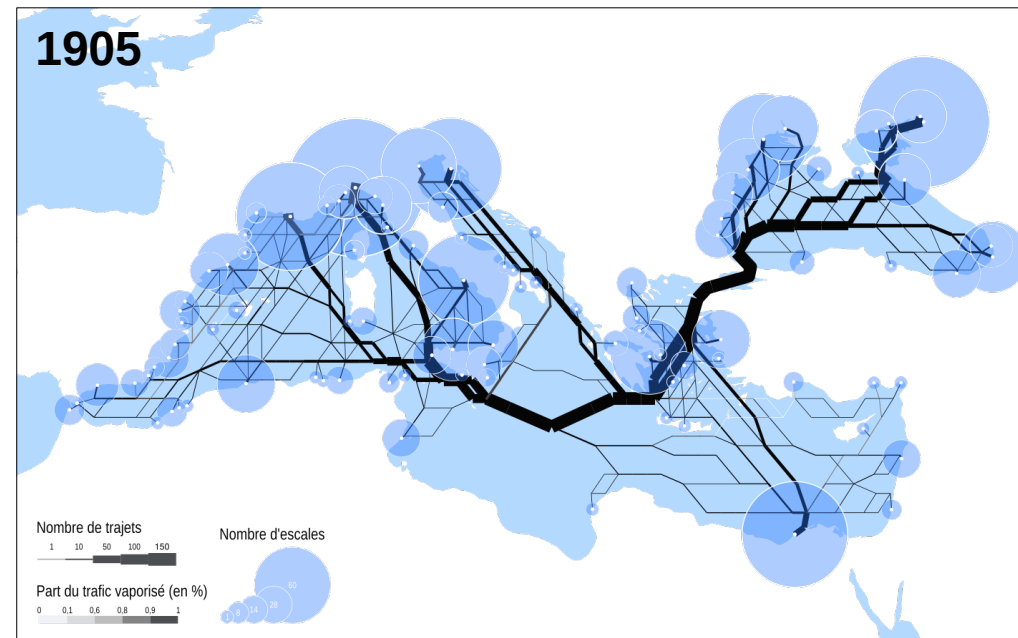 1905
Nombre de trajets
1 10 50 100 150
Part du trafic vaporisé (en %)
0 0,1 0,6 0,8 0,9 1
Nombre d'escales
60
28
14
8
1